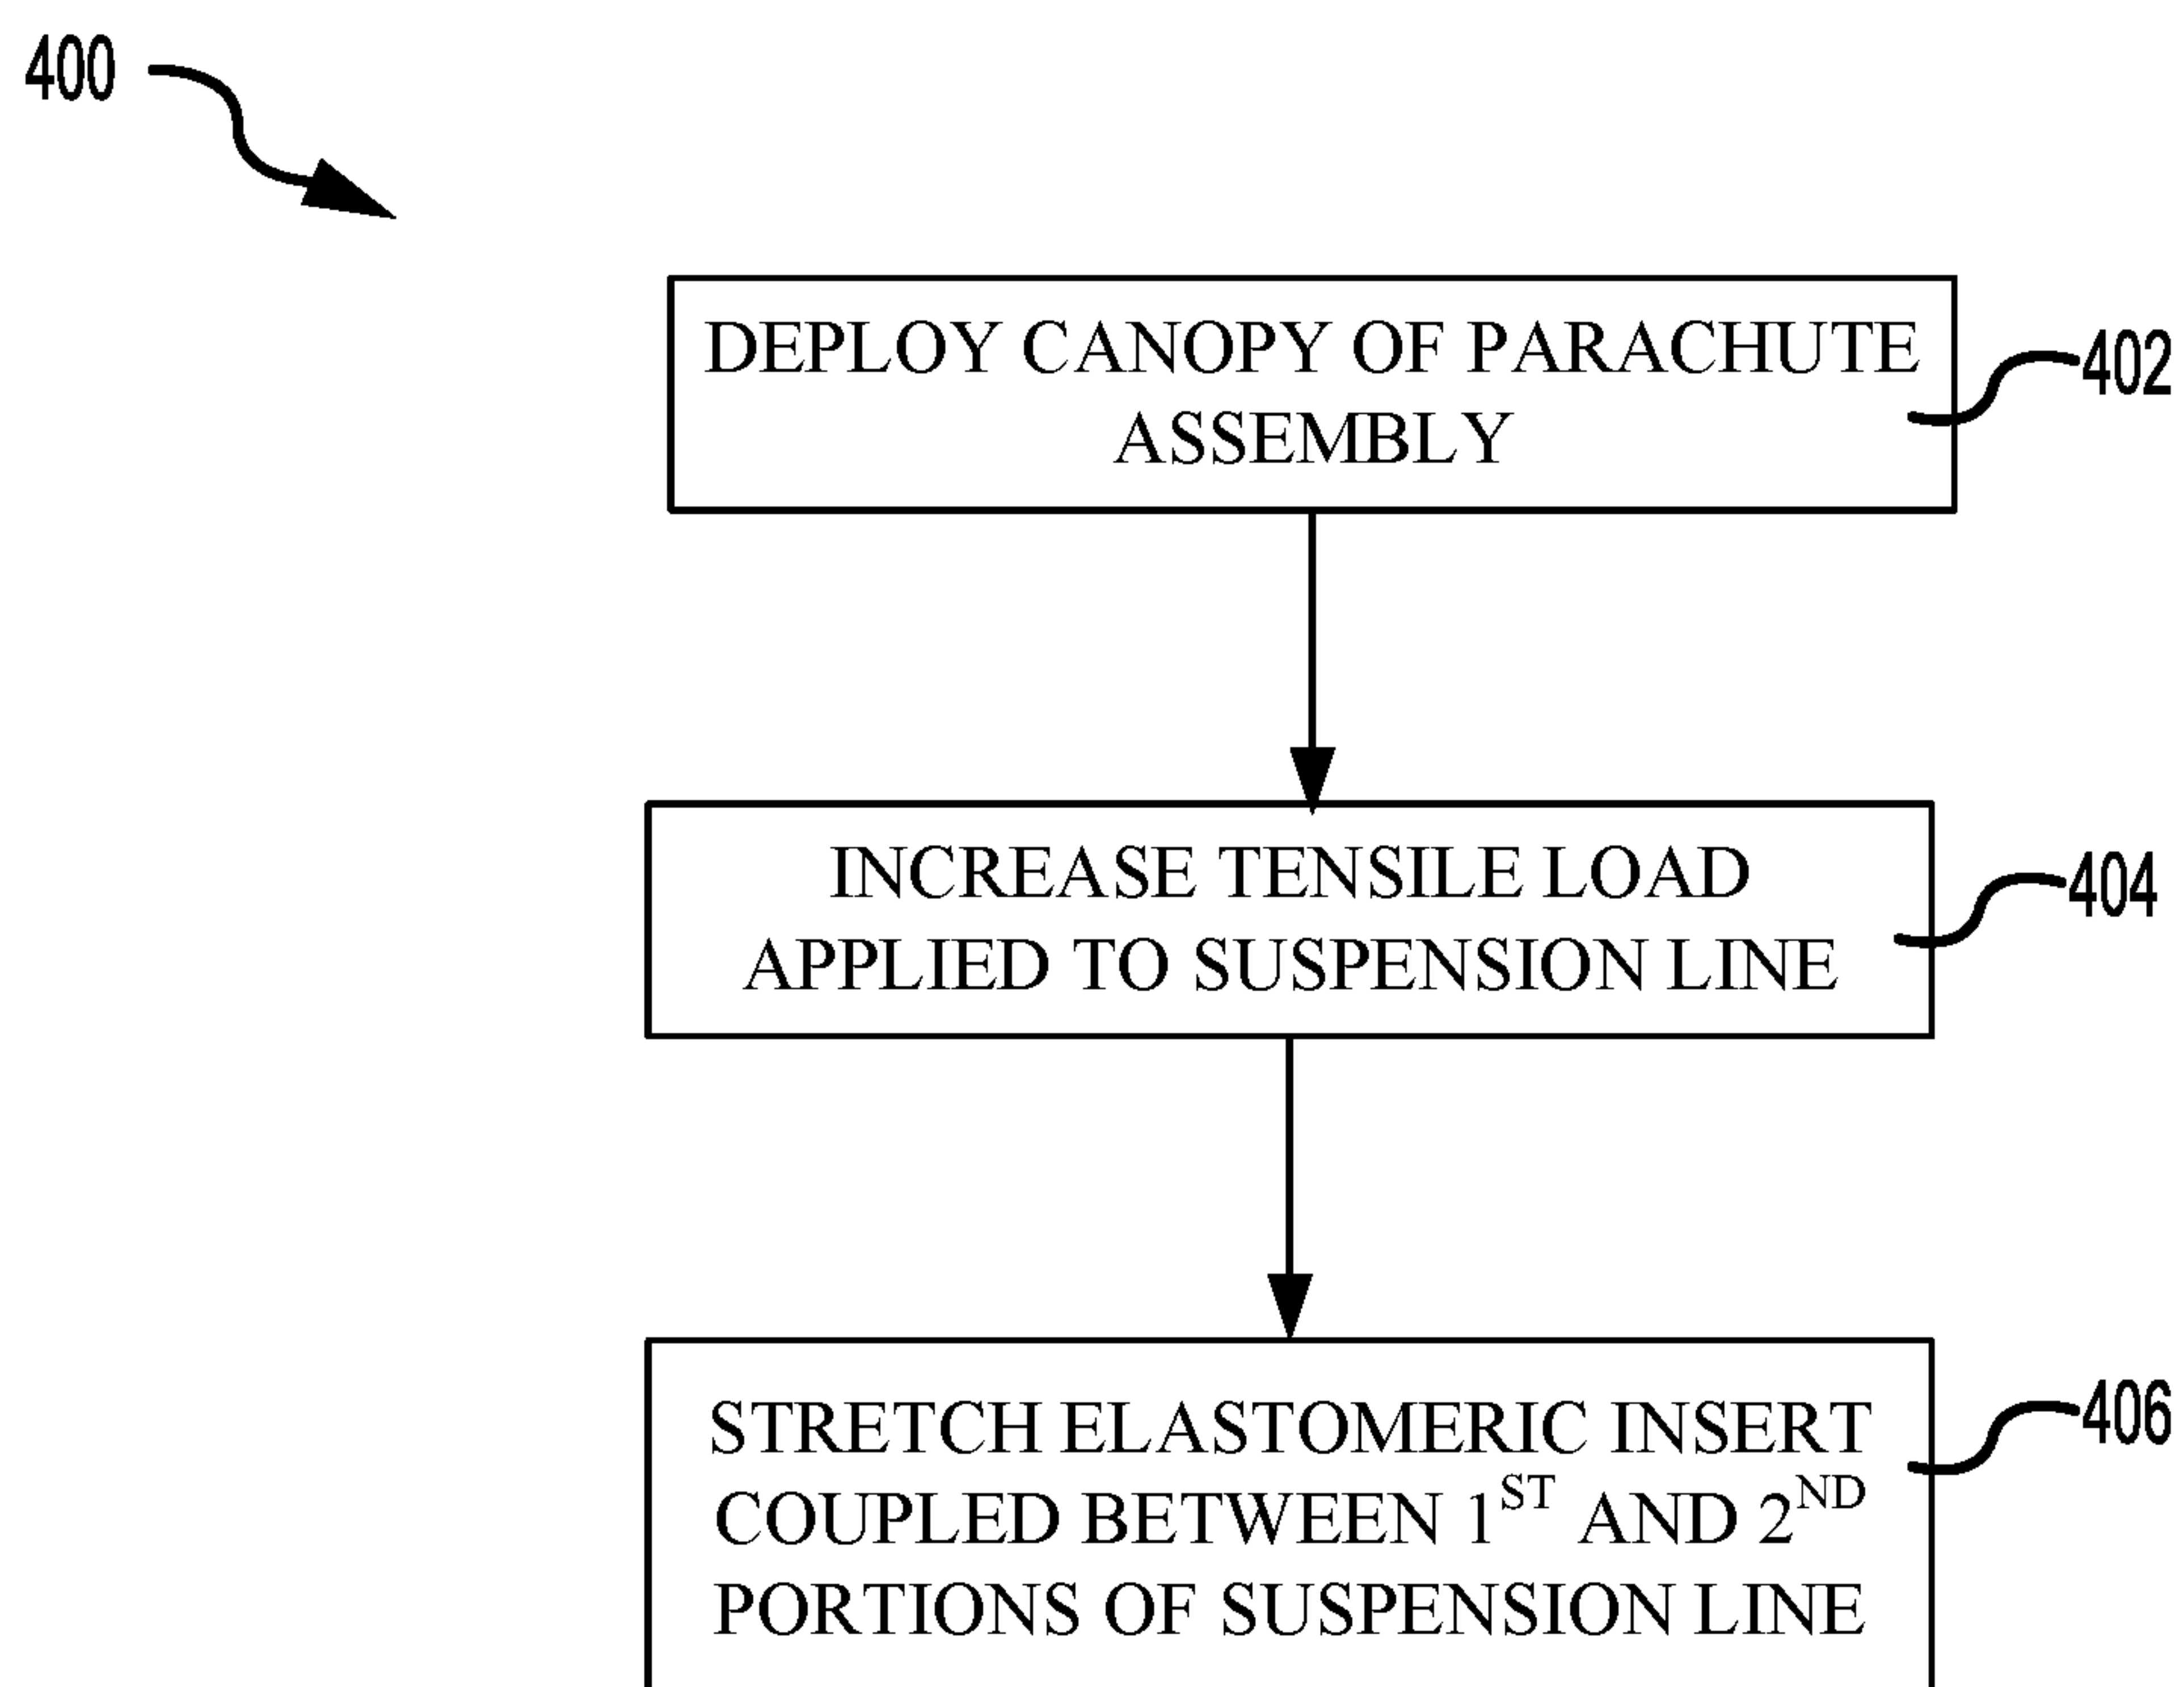 400
DEPLOY CANOPY OF PARACHUTE
ASSEMBLY
402
INCREASE TENSILE LOAD
APPLIED TO SUSPENSION LINE
404
STRETCH ELASTOMERIC INSERT
COUPLED BETWEEN 1ST AND 2ND
PORTIONS OF SUSPENSION LINE
406